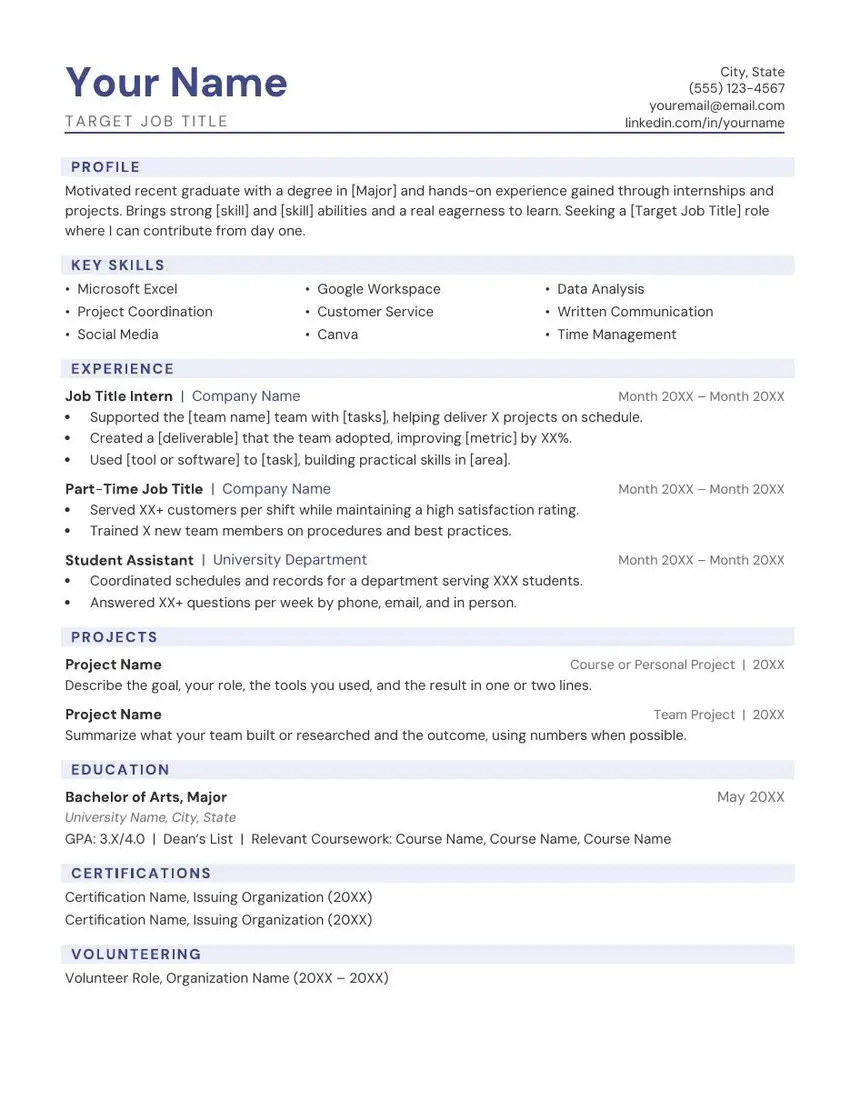 Your Name
TARGET JOB TITLE
City, State
(555) 123-4567
youremail@email.com
linkedin.com/in/yourname
PROFILE
Motivated recent graduate with a degree in [Major] and hands-on experience gained through internships and
projects. Brings strong [skill] and [skill] abilities and a real eagerness to learn. Seeking a [Target Job Title] role
where I can contribute from day one.
KEY SKILLS
• Microsoft Excel • Google Workspace • Data Analysis
• Project Coordination • Customer Service • Written Communication
• Social Media • Canva • Time Management
EXPERIENCE
Job Title Intern | Company Name Month 20XX – Month 20XX
• Supported the [team name] team with [tasks], helping deliver X projects on schedule.
• Created a [deliverable] that the team adopted, improving [metric] by XX%.
• Used [tool or software] to [task], building practical skills in [area].
Part-Time Job Title | Company Name Month 20XX – Month 20XX
• Served XX+ customers per shift while maintaining a high satisfaction rating.
• Trained X new team members on procedures and best practices.
Student Assistant | University Department Month 20XX – Month 20XX
• Coordinated schedules and records for a department serving XXX students.
• Answered XX+ questions per week by phone, email, and in person.
PROJECTS
Project Name Course or Personal Project | 20XX
Describe the goal, your role, the tools you used, and the result in one or two lines.
Project Name Team Project | 20XX
Summarize what your team built or researched and the outcome, using numbers when possible.
EDUCATION
Bachelor of Arts, Major May 20XX
University Name, City, State
GPA: 3.X/4.0 | Dean's List | Relevant Coursework: Course Name, Course Name, Course Name
CERTIFICATIONS
Certification Name, Issuing Organization (20XX)
Certification Name, Issuing Organization (20XX)
VOLUNTEERING
Volunteer Role, Organization Name (20XX – 20XX)